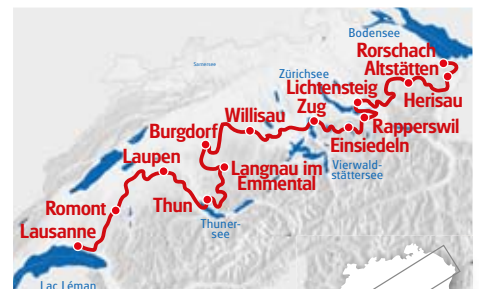 Bodensee
Rorschach
Altstätten
Zürichsee
Lichtensteig
Zug
Herisau
Willisau
Rapperswil
Burgdorf
Einsiedeln
Laupen
Langnau im
Emmental
Vierwald-
stättersee
Romont
Thun
Lausanne
Thuner-
see
Lac Léman